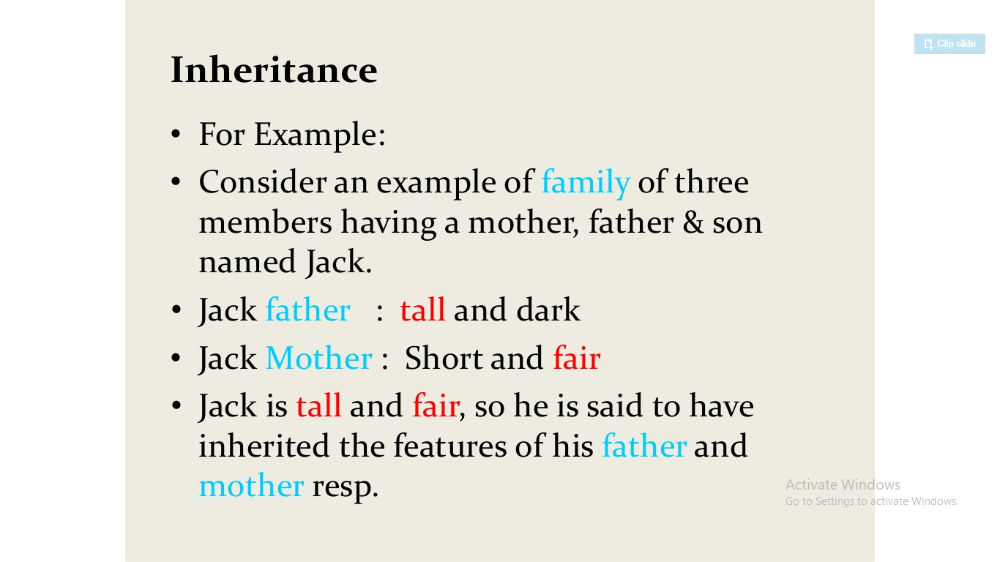 Clip slide
Inheritance
• For Example:
• Consider an example of family of three
members having a mother, father & son
named Jack.
• Jack father : tall and dark
• Jack Mother : Short and fair
• Jack is tall and fair, so he is said to have
inherited the features of his father and
mother resp.
Activate Windows
Go to Settings to activate Windows.